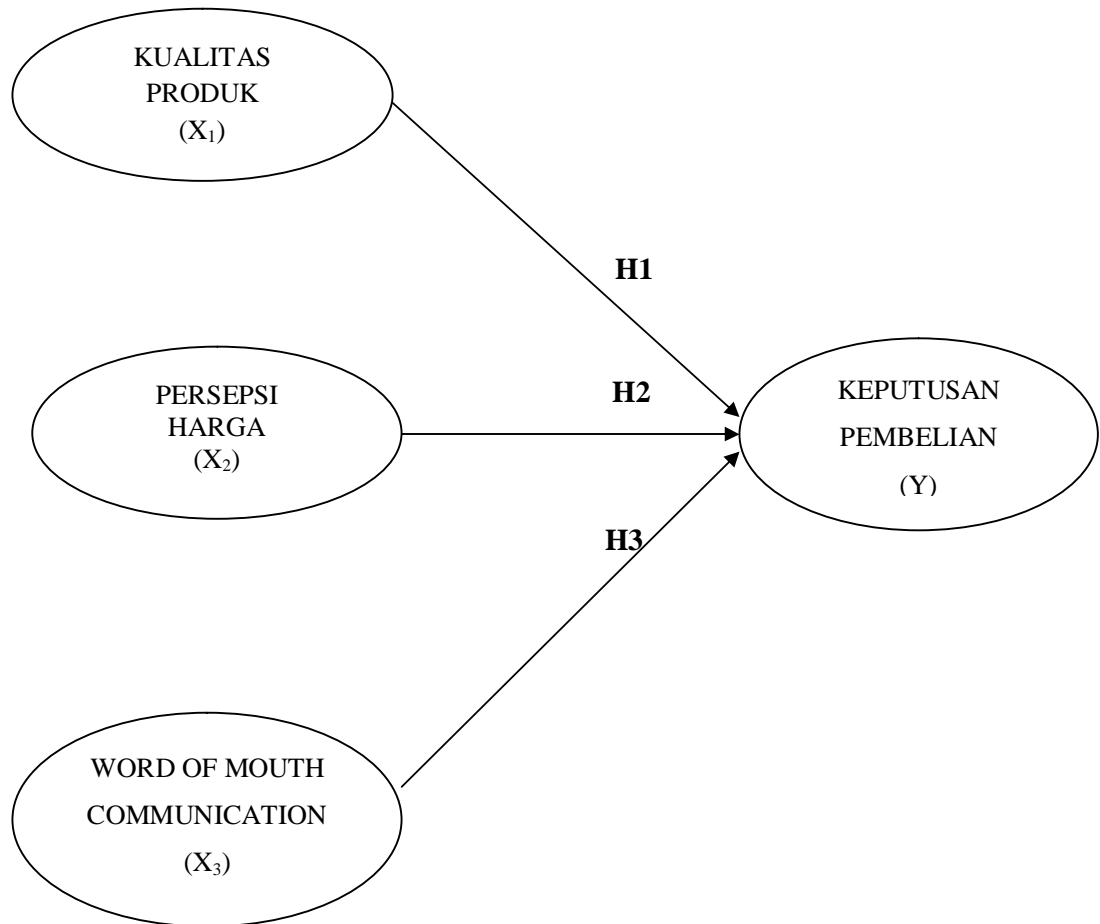 KUALITAS
PRODUK
(X₁)
H1
PERSEPSI
HARGA
(X₂)
H2
KEPUTUSAN
PEMBELIAN
(Y)
H3
WORD OF MOUTH
COMMUNICATION
(X₃)